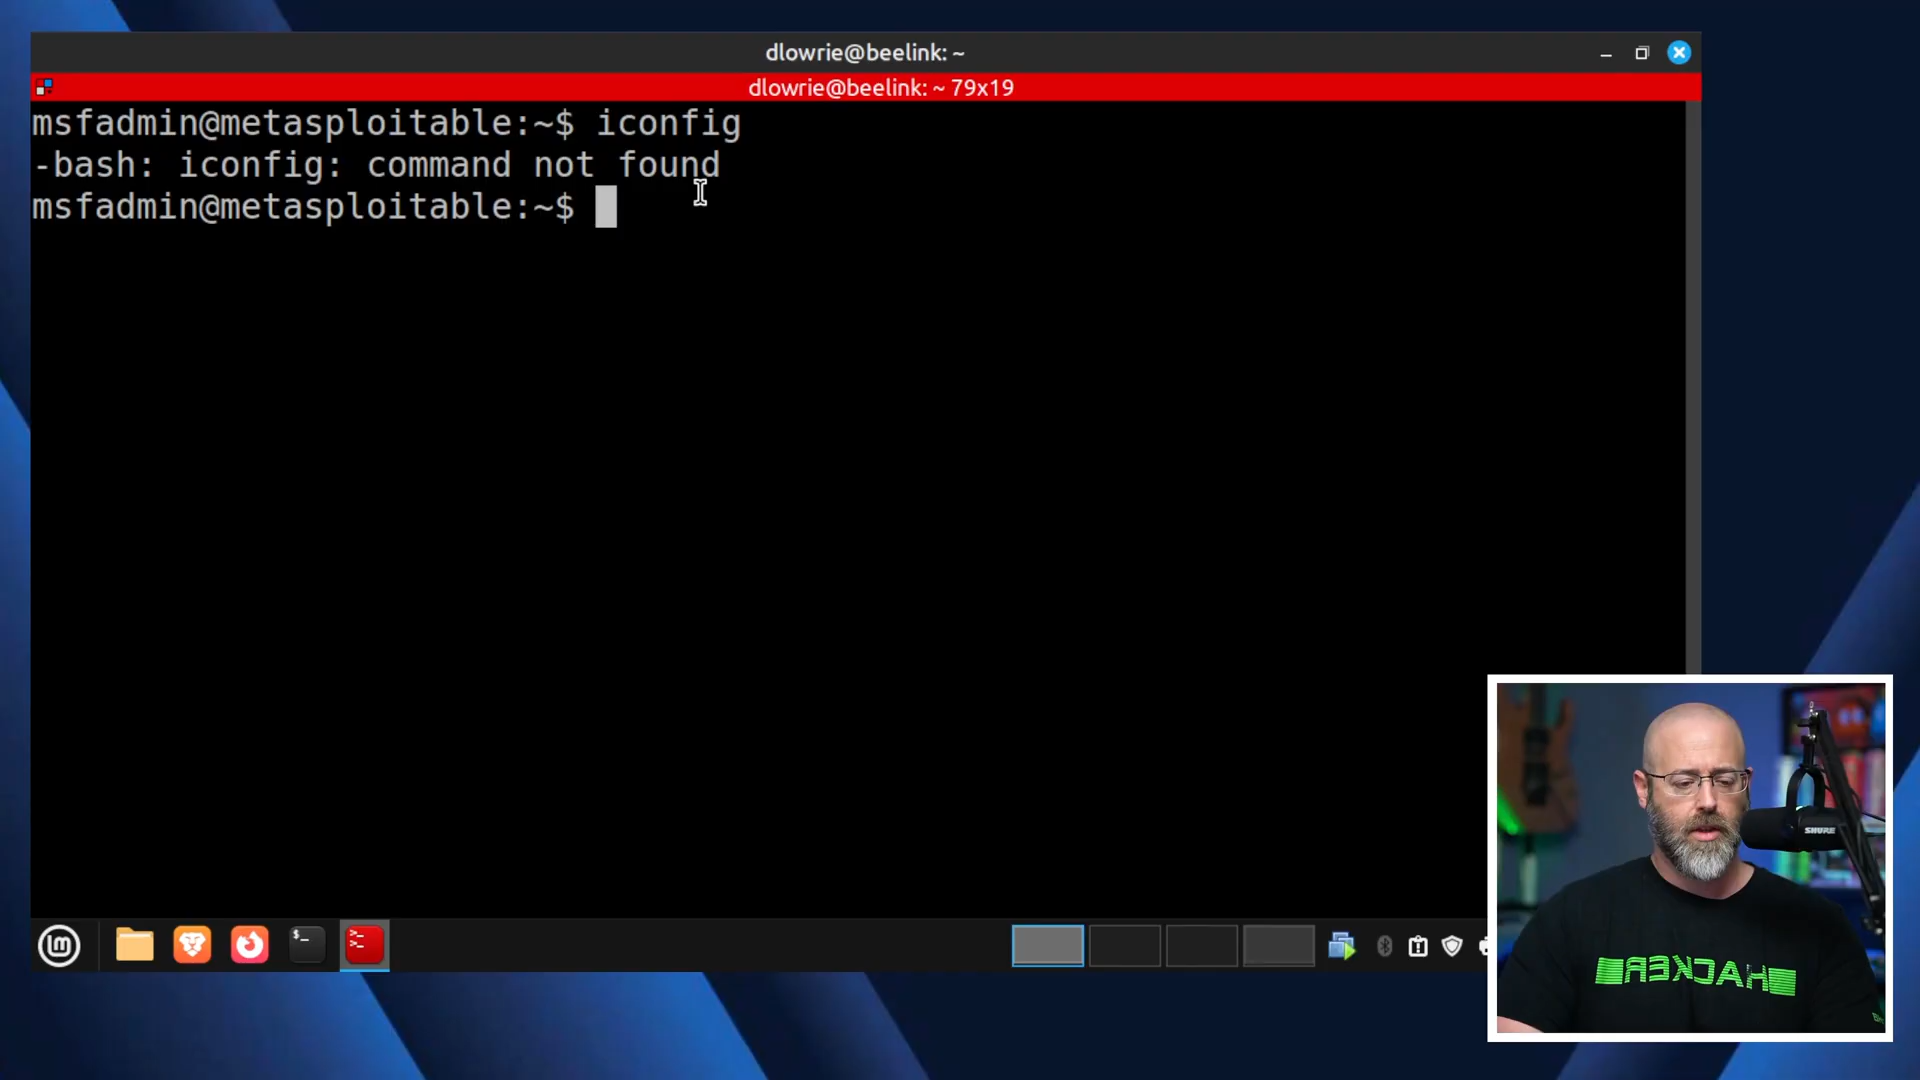 dlowrie@beelink: ~
dlowrie@beelink: ~ 79x19
msfadmin@metasploitable:~$ iconfig
-bash: iconfig: command not found
msfadmin@metasploitable:~$
SHURE
HACKER